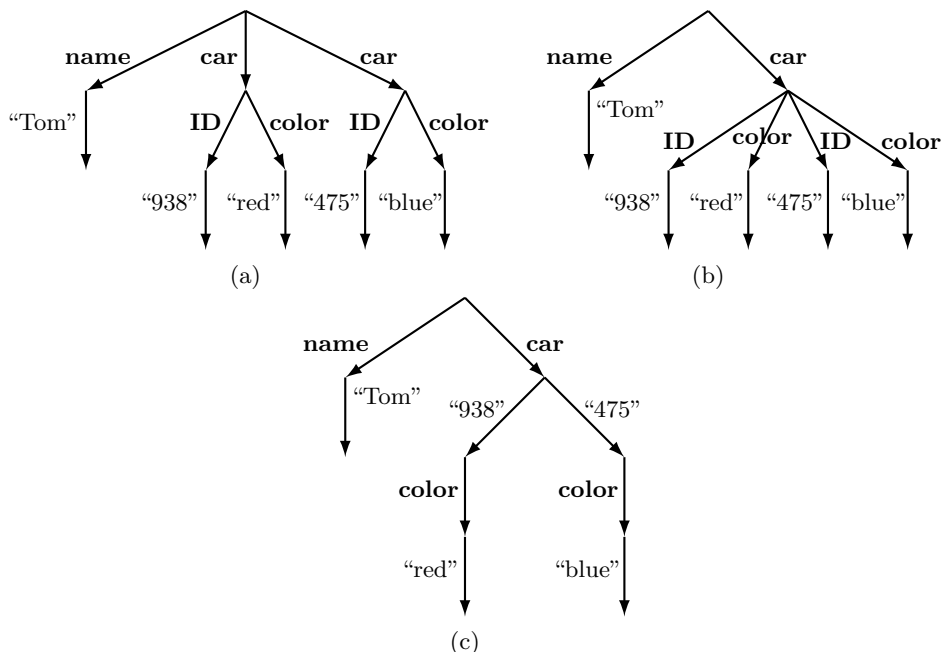 name car car name car
“Tom” ID color ID color “Tom” ID color ID color
“938” “red” “475” “blue” “938” “red” “475” “blue”
(a) (b)
name car
“Tom” “938” “475”
color color
“red” “blue”
(c)